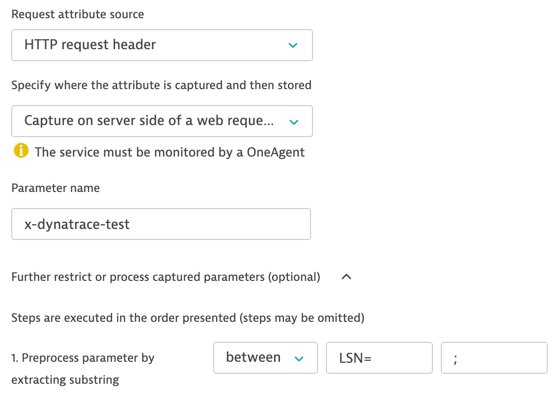 Request attribute source
HTTP request header
Specify where the attribute is captured and then stored
Capture on server side of a web reque...
The service must be monitored by a OneAgent
Parameter name
x-dynatrace-test
Further restrict or process captured parameters (optional)
Steps are executed in the order presented (steps may be omitted)
1. Preprocess parameter by
extracting substring
between
LSN=
;